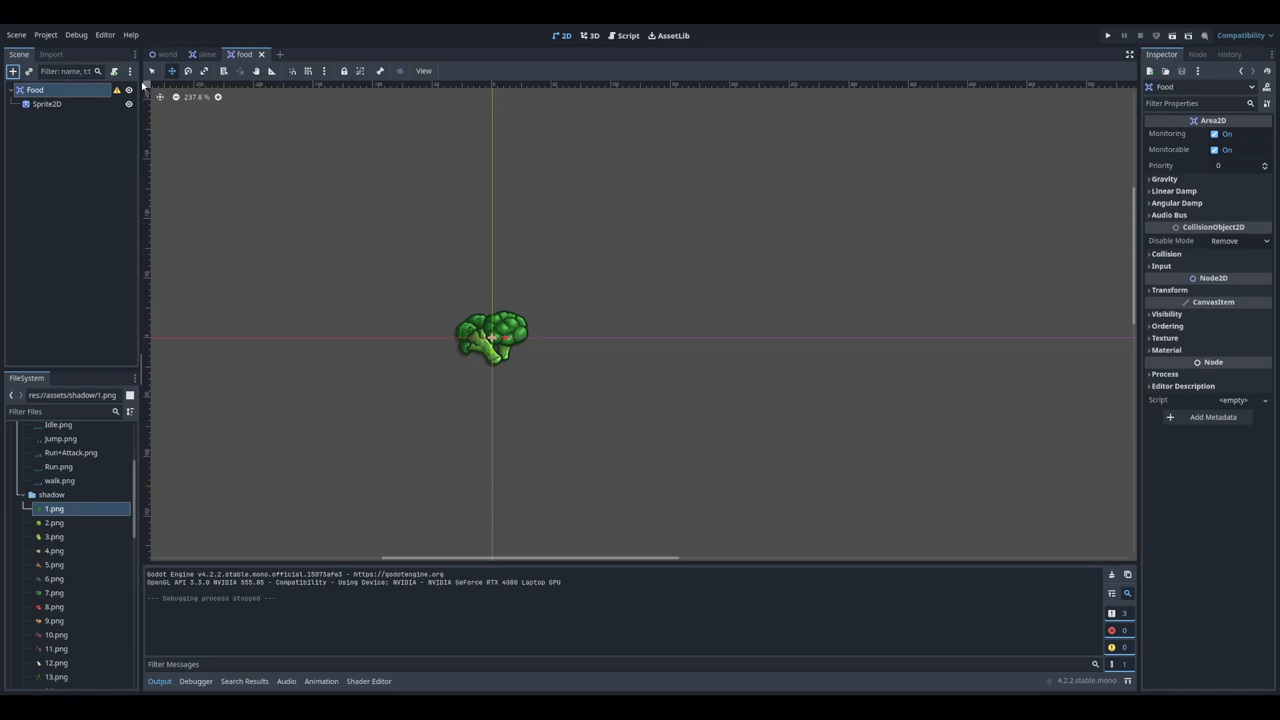 Scene Project Debug Editor Help
2D 3D Script AssetLib
Compatibility
Scene Import
world slime food
Inspector Node History
Filter: name, t:t
View
Food
Sprite2D
237.8 %
Food
Filter Properties
Area2D
Monitoring On
Monitorable On
Priority 0
Gravity
Linear Damp
Angular Damp
Audio Bus
CollisionObject2D
Disable Mode Remove
Collision
Input
Node2D
Transform
CanvasItem
Visibility
Ordering
Texture
Material
Node
Process
Editor Description
Script <empty>
Add Metadata
FileSystem
res://assets/shadow/1.png
Filter Files
Idle.png
Jump.png
Run+Attack.png
Run.png
walk.png
shadow
1.png
2.png
3.png
4.png
5.png
6.png
7.png
8.png
9.png
10.png
11.png
12.png
13.png
Godot Engine v4.2.2.stable.mono.official.15073afe3 - https://godotengine.org
OpenGL API 3.3.0 NVIDIA 555.85 - Compatibility - Using Device: NVIDIA - NVIDIA GeForce RTX 4080 Laptop GPU
--- Debugging process stopped ---
3
0
0
1
Filter Messages
Output Debugger Search Results Audio Animation Shader Editor
4.2.2.stable.mono